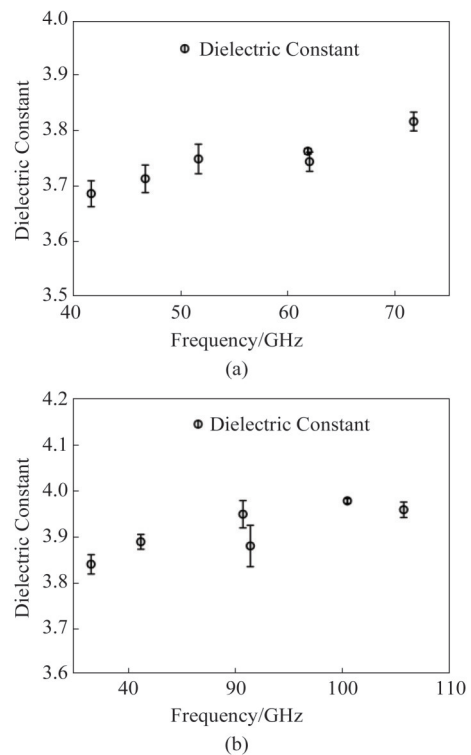 4.0
Dielectric Constant
3.9
3.8
3.7
3.6
3.5
40
50
60
70
Dielectric Constant
Frequency/GHz
(a)
4.2
Dielectric Constant
4.1
4.0
3.9
3.8
3.7
3.6
40
90
100
110
Dielectric Constant
Frequency/GHz
(b)